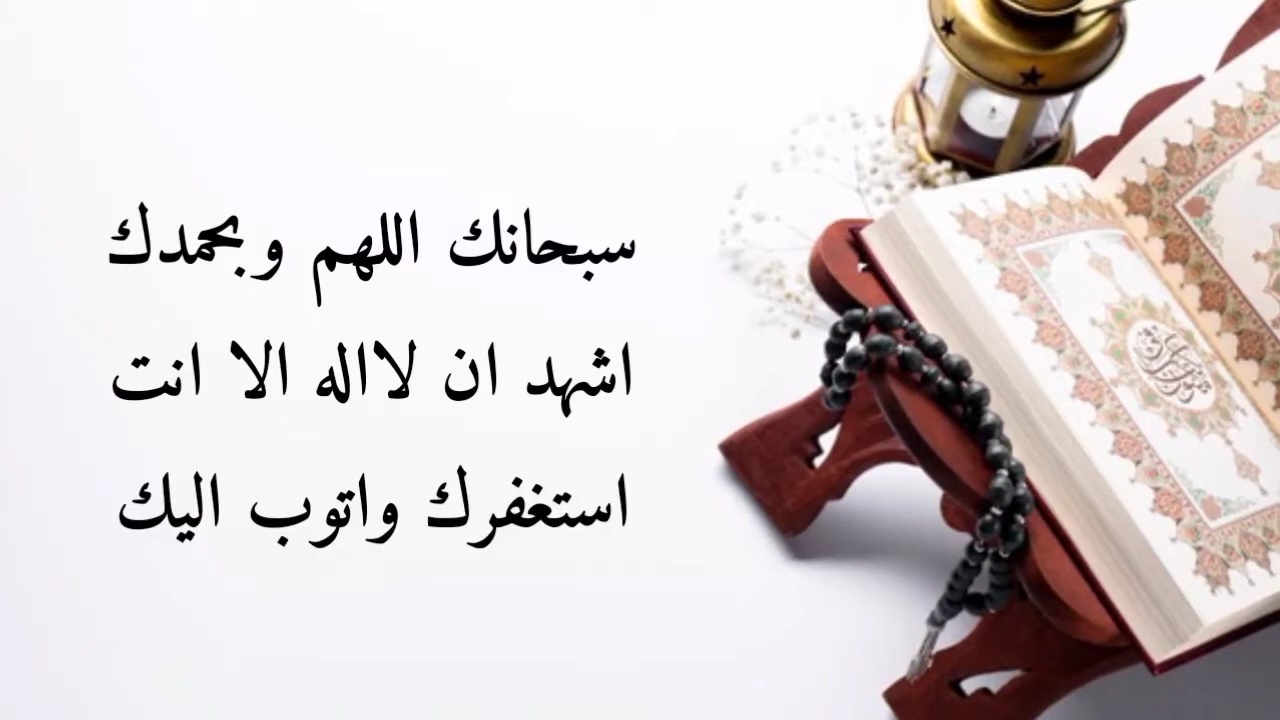 سبحانك اللهم وبحمدك
اشهد ان لااله الا انت
استغفرك واتوب اليك